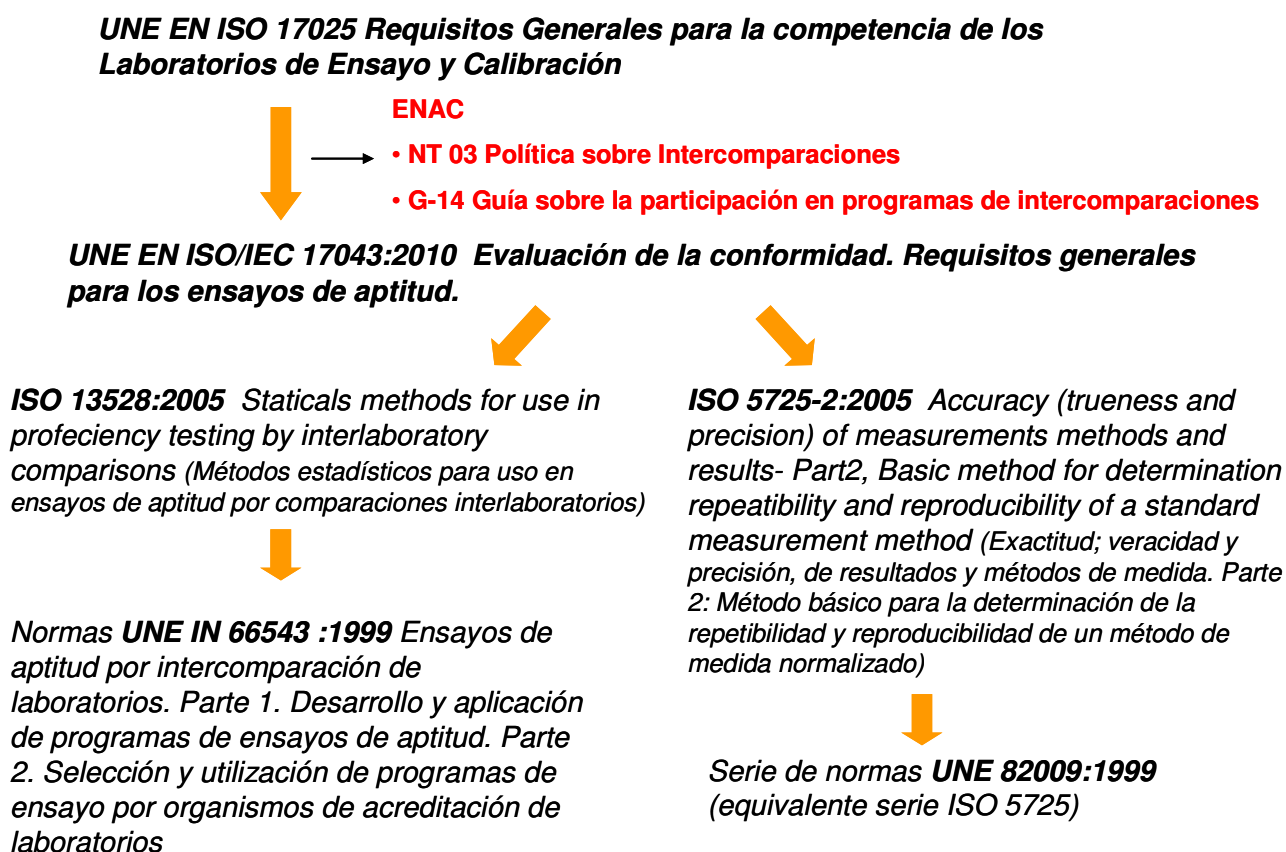 UNE EN ISO 17025 Requisitos Generales para la competencia de los
Laboratorios de Ensayo y Calibración
ENAC
• NT 03 Política sobre Intercomparaciones
• G-14 Guía sobre la participación en programas de intercomparaciones
UNE EN ISO/IEC 17043:2010 Evaluación de la conformidad. Requisitos generales
para los ensayos de aptitud.
ISO 13528:2005 Staticals methods for use in
profeciency testing by interlaboratory
comparisons (Métodos estadísticos para uso en
ensayos de aptitud por comparaciones interlaboratorios)
Normas UNE IN 66543 :1999 Ensayos de
aptitud por intercomparación de
laboratorios. Parte 1. Desarrollo y aplicación
de programas de ensayos de aptitud. Parte
2. Selección y utilización de programas de
ensayo por organismos de acreditación de
laboratorios
ISO 5725-2:2005 Accuracy (trueness and
precision) of measurements methods and
results- Part2, Basic method for determination
repeatibility and reproducibility of a standard
measurement method (Exactitud; veracidad y
precisión, de resultados y métodos de medida. Parte
2: Método básico para la determinación de la
repetibilidad y reproducibilidad de un método de
medida normalizado)
Serie de normas UNE 82009:1999
(equivalente serie ISO 5725)